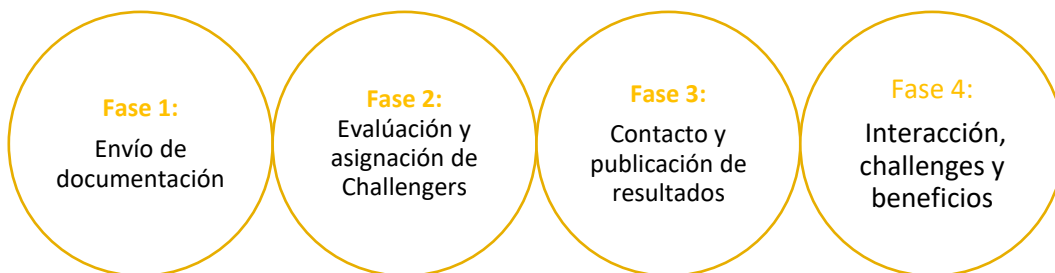 Fase 1:
Envío de
documentación
Fase 2:
Evalúación y
asignación de
Challengers
Fase 3:
Contacto y
publicación de
resultados
Fase 4:
Interacción,
challenges y
beneficios